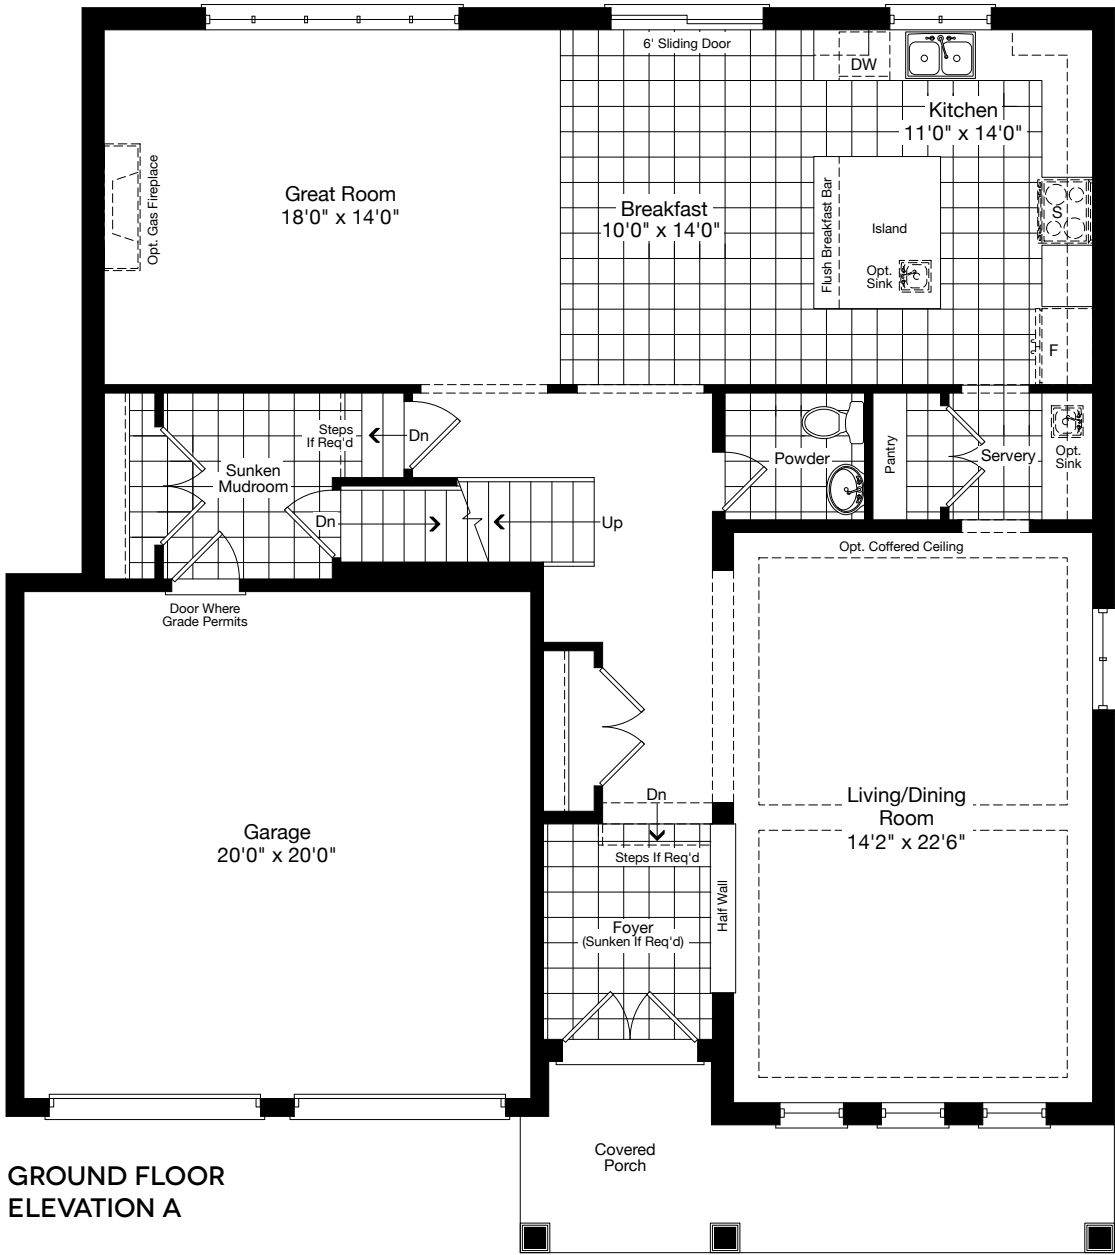 6' Sliding Door
DW
Kitchen
11'0" x 14'0"
Opt. Gas Fireplace
Great Room
18'0" x 14'0"
Breakfast
10'0" x 14'0"
Flush Breakfast Bar
Island
Opt.
Sink
S
F
Steps
If Req'd
Dn
Sunken
Mudroom
Dn
Up
Powder
Pantry
Servery
Opt.
Sink
Opt. Coffered Ceiling
Door Where
Grade Permits
Dn
Steps If Req'd
Living/Dining
Room
14'2" x 22'6"
Garage
20'0" x 20'0"
Half Wall
Foyer
(Sunken If Req'd)
Covered
Porch
GROUND FLOOR
ELEVATION A